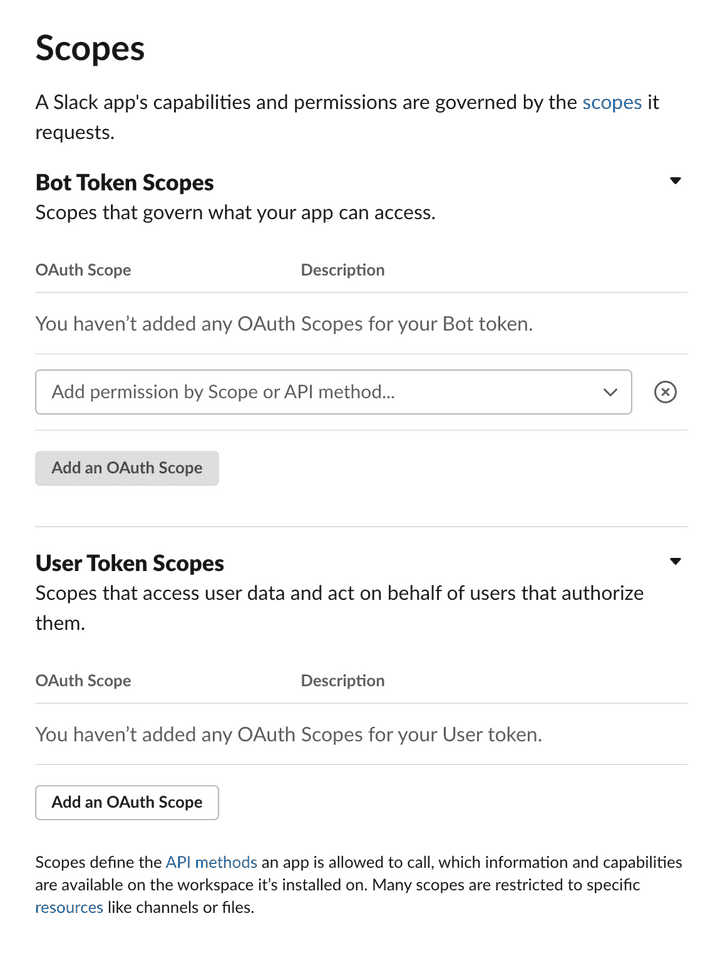 Scopes
A Slack app's capabilities and permissions are governed by the scopes it
requests.
Bot Token Scopes
Scopes that govern what your app can access.
OAuth Scope Description
You haven’t added any OAuth Scopes for your Bot token.
Add permission by Scope or API method...
Add an OAuth Scope
User Token Scopes
Scopes that access user data and act on behalf of users that authorize
them.
OAuth Scope Description
You haven’t added any OAuth Scopes for your User token.
Add an OAuth Scope
Scopes define the API methods an app is allowed to call, which information and capabilities
are available on the workspace it’s installed on. Many scopes are restricted to specific
resources like channels or files.